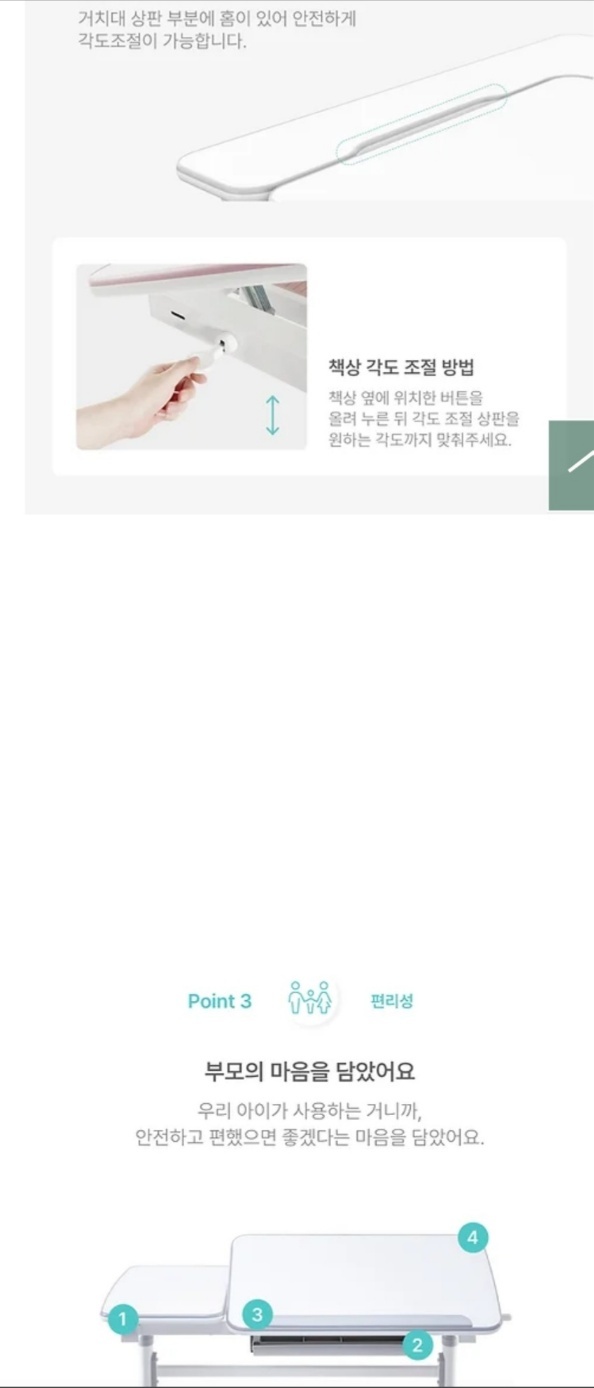 거치대 상판 부분에 홈이 있어 안전하게
각도조절이 가능합니다.
책상 각도 조절 방법
책상 옆에 위치한 버튼을
올려 누른 뒤 각도 조절 상판을
원하는 각도까지 맞춰주세요.
Point 3 편리성
부모의 마음을 담았어요
우리 아이가 사용하는 거니까,
안전하고 편했으면 좋겠다는 마음을 담았어요.
4
1 3
2